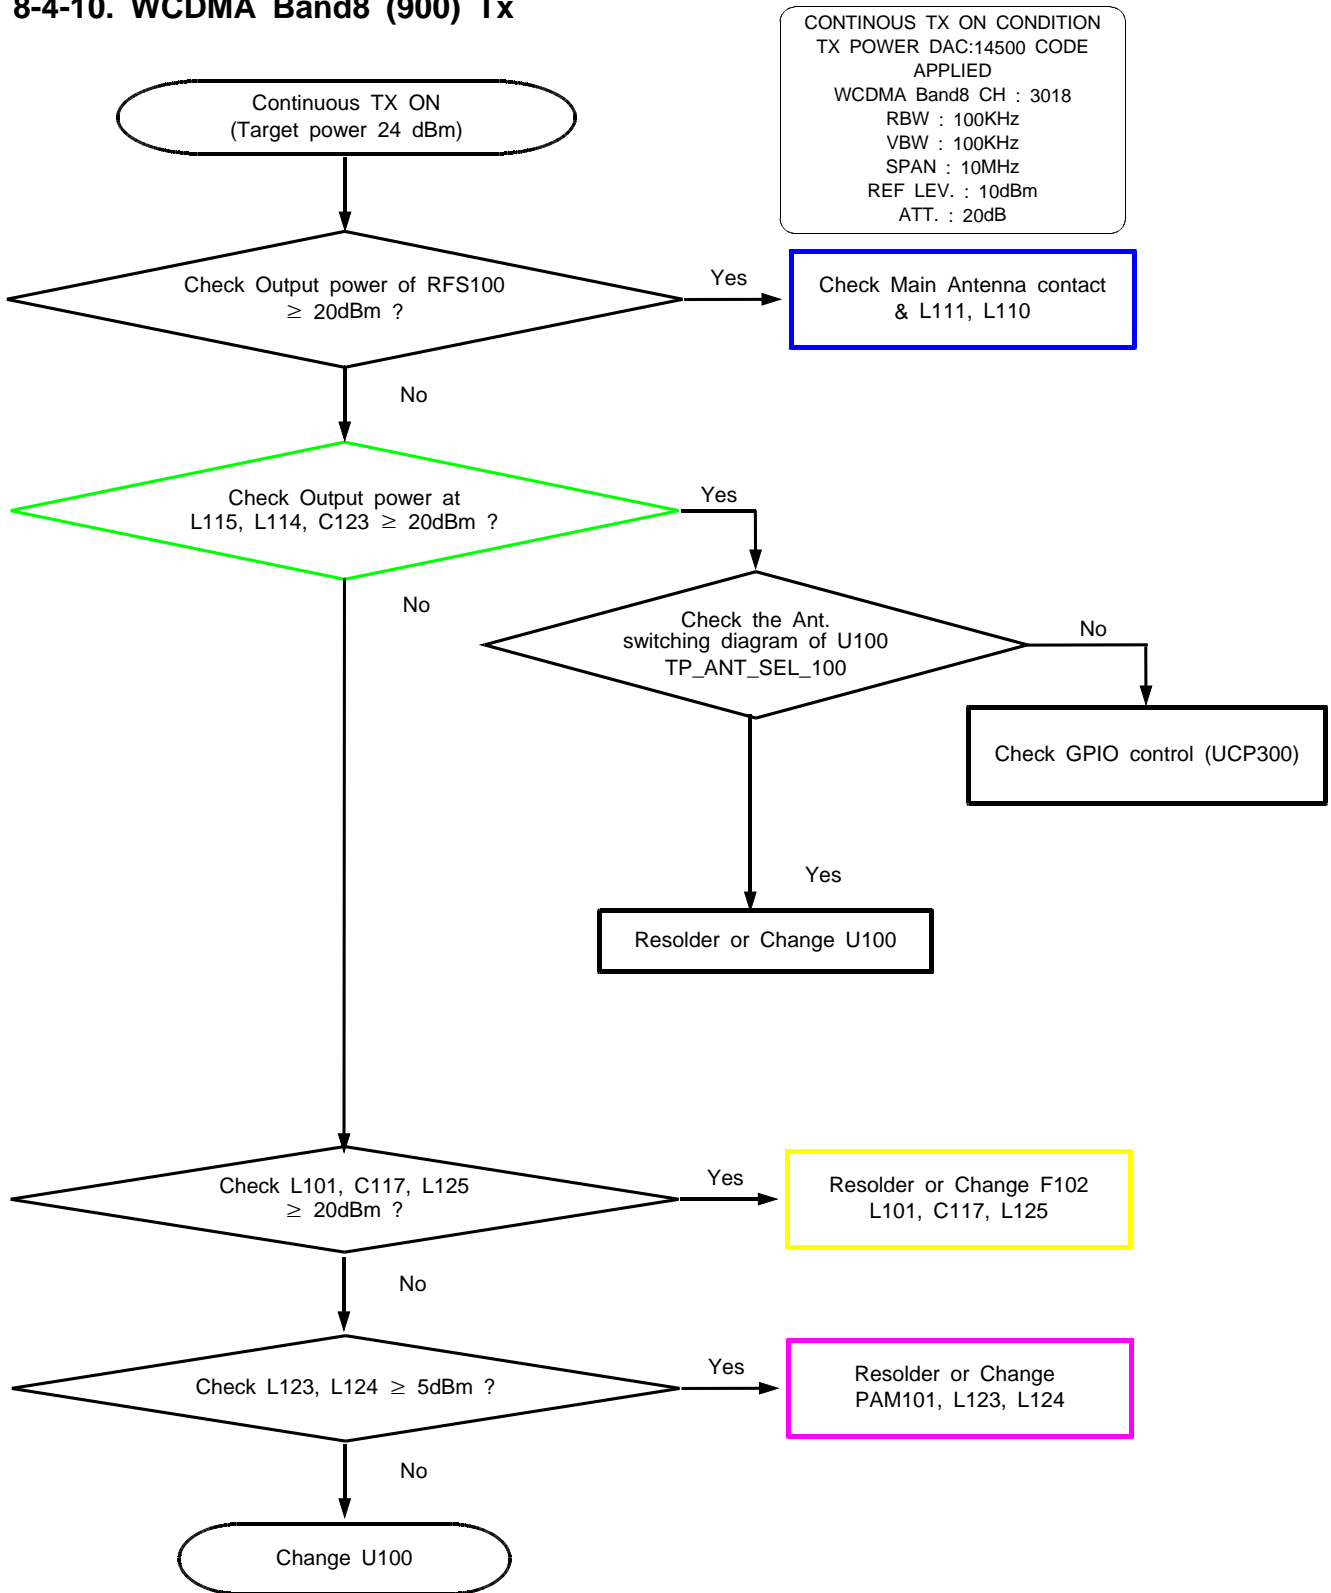 8-4-10. WCDMA Band8 (900) Tx
CONTINOUS TX ON CONDITION
TX POWER DAC:14500 CODE
APPLIED
WCDMA Band8 CH : 3018
RBW : 100KHz
VBW : 100KHz
SPAN : 10MHz
REF LEV. : 10dBm
ATT. : 20dB
Continuous TX ON
(Target power 24 dBm)
Check Output power of RFS100
≥ 20dBm ?
Yes
Check Main Antenna contact
& L111, L110
No
Check Output power at
L115, L114, C123 ≥ 20dBm ?
Yes
No
Check the Ant.
switching diagram of U100
TP_ANT_SEL_100
No
Check GPIO control (UCP300)
Yes
Resolder or Change U100
Check L101, C117, L125
≥ 20dBm ?
Yes
Resolder or Change F102
L101, C117, L125
No
Check L123, L124 ≥ 5dBm ?
Yes
Resolder or Change
PAM101, L123, L124
No
Change U100